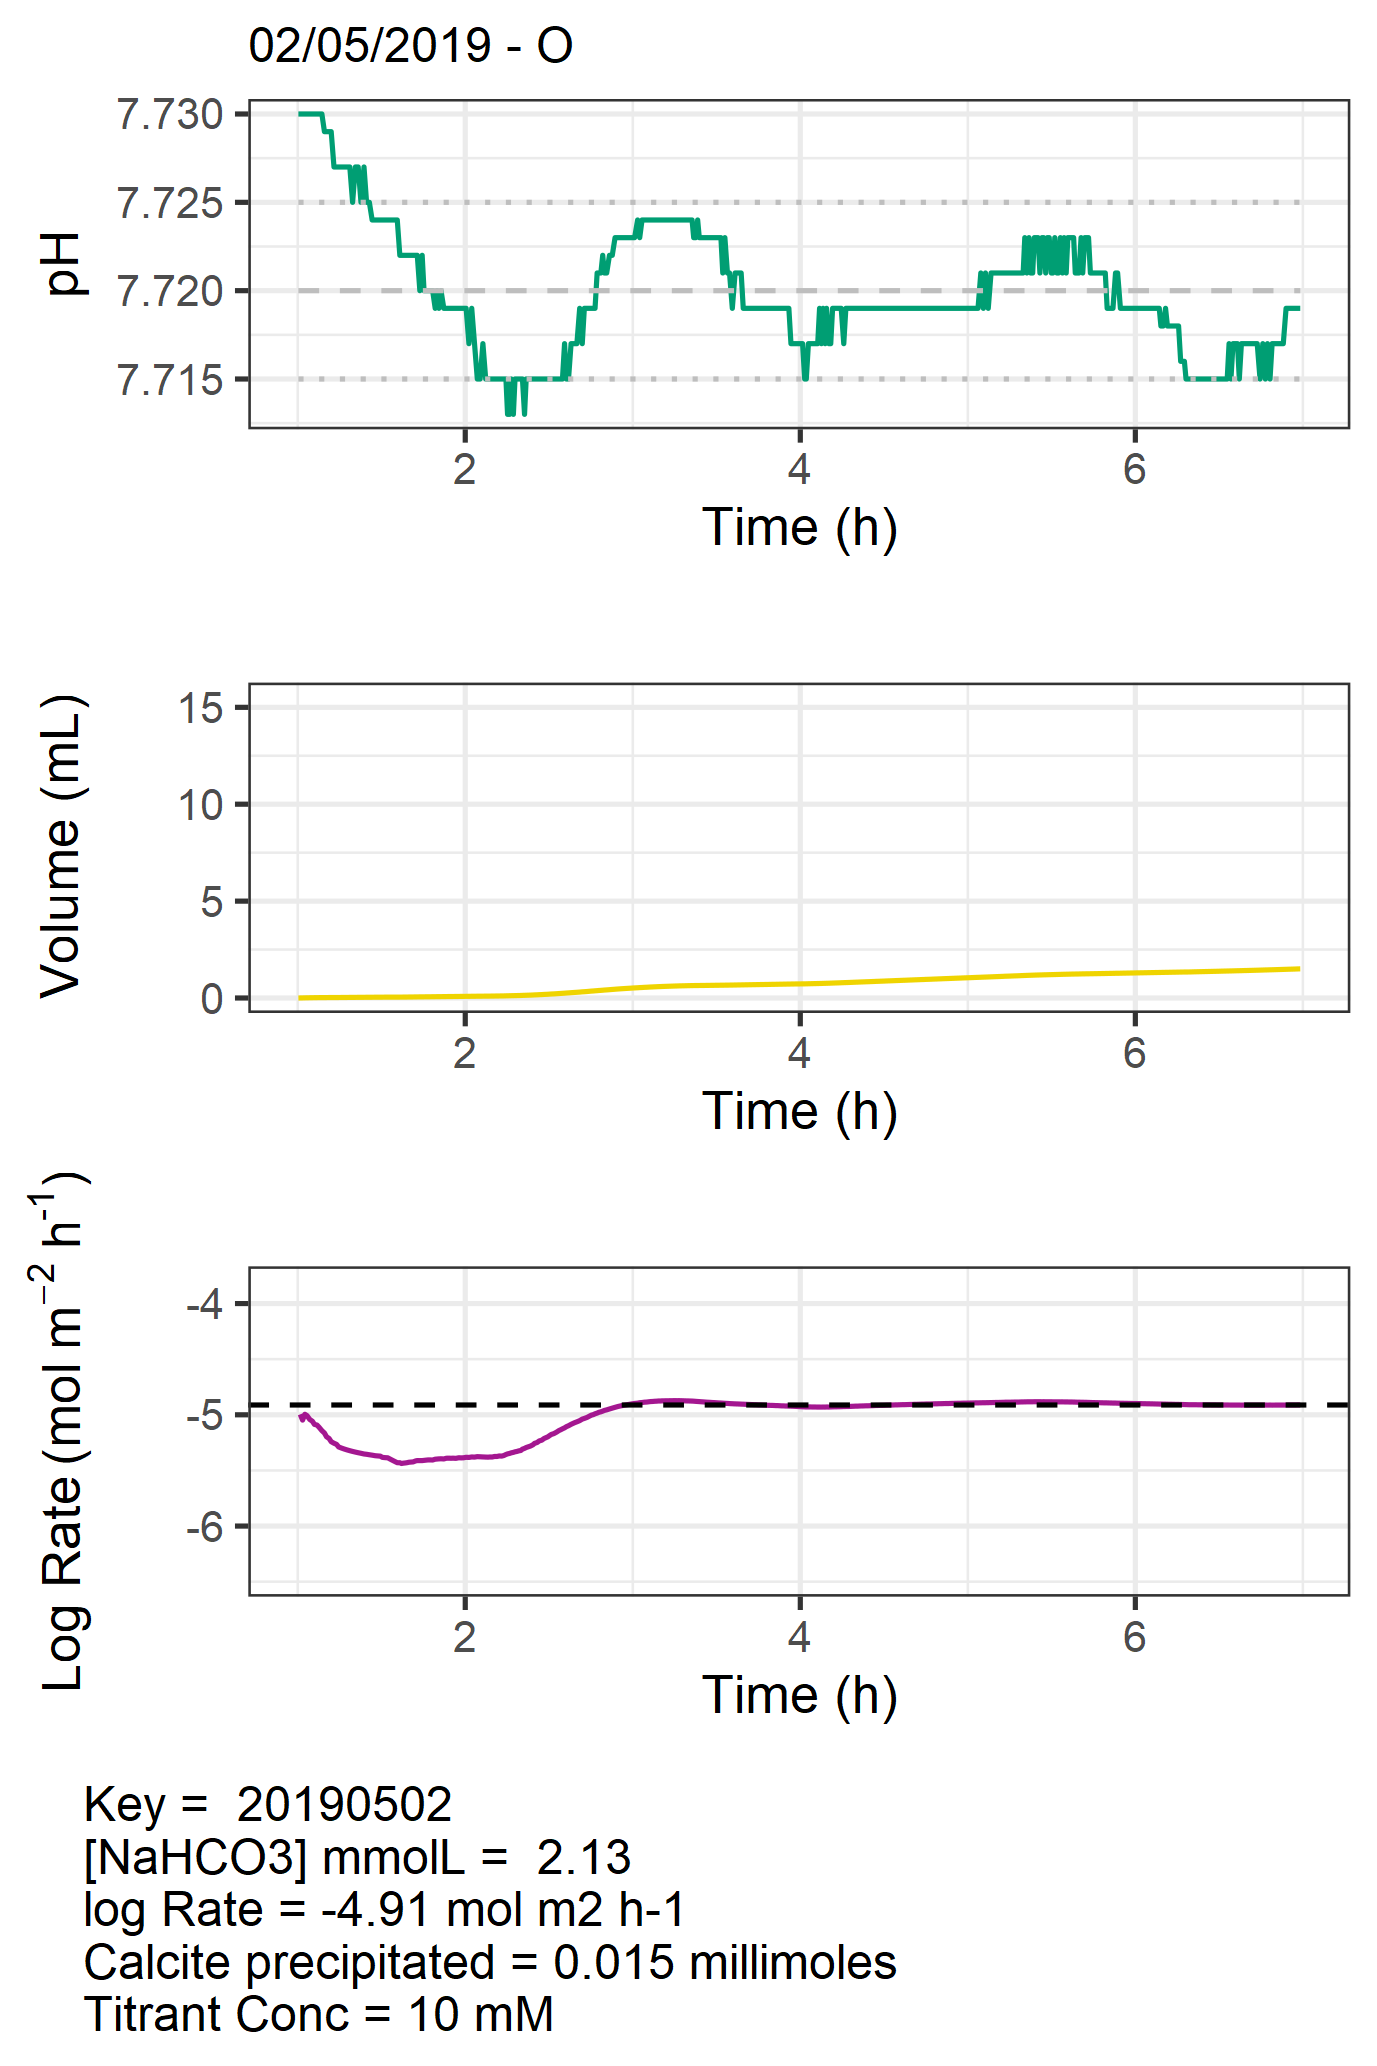 02/05/2019 - O
7.730
7.725
7.720
7.715
pH
2 4 6
Time (h)
15
10
5
0
Volume (mL)
2 4 6
Time (h)
-4
-5
-6
Log Rate (mol m⁻² h⁻¹)
2 4 6
Time (h)
Key =  20190502
[NaHCO3] mmolL =  2.13
log Rate = -4.91 mol m2 h-1
Calcite precipitated = 0.015 millimoles
Titrant Conc = 10 mM